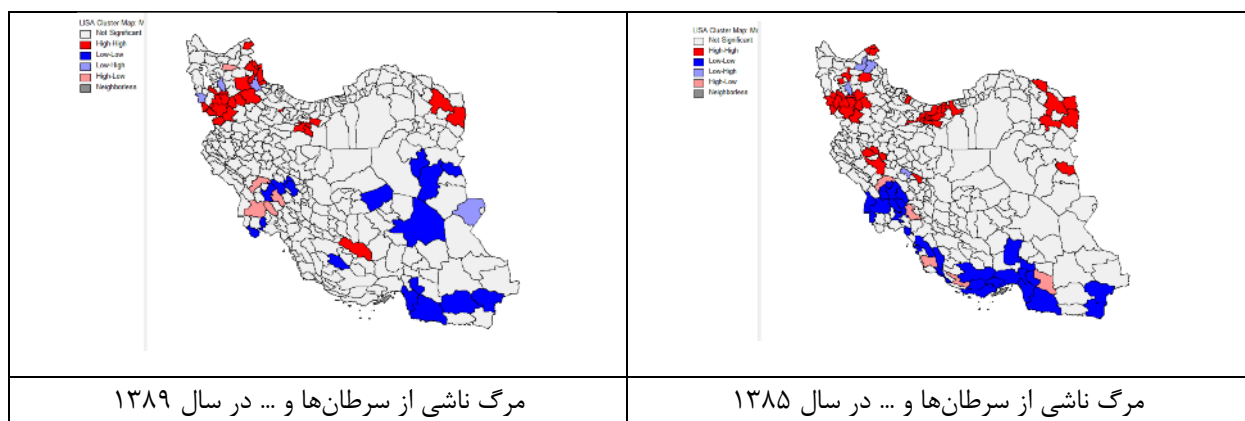 LISA Cluster Map: M
Not Significant
High-High
Low-Low
Low-High
High-Low
Neighborless
LISA Cluster Map: M
Not Significant
High-High
Low-Low
Low-High
High-Low
Neighborless
مرگ ناشی از سرطان‌ها و ... در سال ۱۳۸۵
مرگ ناشی از سرطان‌ها و ... در سال ۱۳۸۹